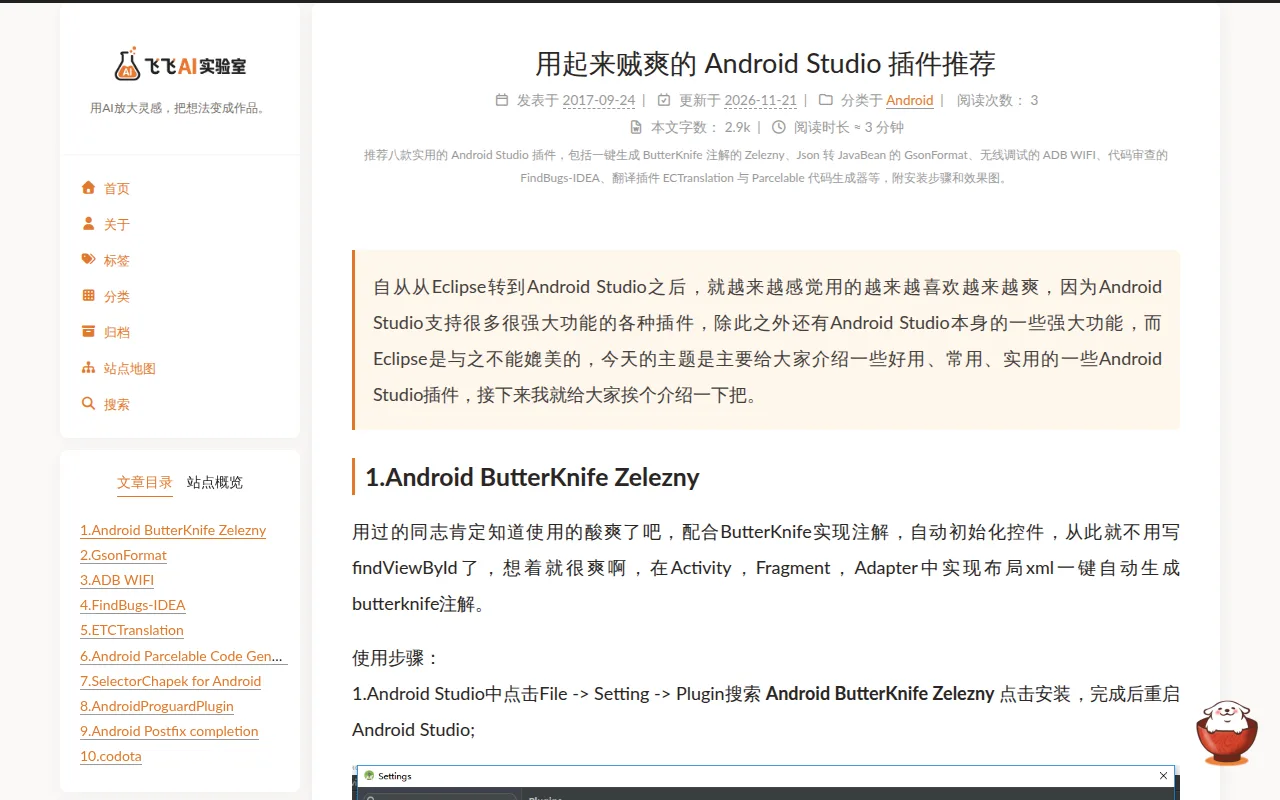 飞飞AI实验室
用AI放大灵感，把想法变成作品。
首页
关于
标签
分类
归档
站点地图
搜索
文章目录 站点概览
1.Android ButterKnife Zelezny
2.GsonFormat
3.ADB WIFI
4.FindBugs-IDEA
5.ETCTranslation
6.Android Parcelable Code Gen...
7.SelectorChapek for Android
8.AndroidProguardPlugin
9.Android Postfix completion
10.codota
用起来贼爽的 Android Studio 插件推荐
发表于 2017-09-24 | 更新于 2026-11-21 | 分类于 Android | 阅读次数： 3
本文字数： 2.9k | 阅读时长 ≈ 3 分钟
推荐八款实用的 Android Studio 插件，包括一键生成 ButterKnife 注解的 Zelezny、Json 转 JavaBean 的 GsonFormat、无线调试的 ADB WIFI、代码审查的
FindBugs-IDEA、翻译插件 ECTranslation 与 Parcelable 代码生成器等，附安装步骤和效果图。
自从从Eclipse转到Android Studio之后，就越来越感觉用的越来越喜欢越来越爽，因为Android
Studio支持很多很强大功能的各种插件，除此之外还有Android Studio本身的一些强大功能，而
Eclipse是与之不能媲美的，今天的主题是主要给大家介绍一些好用、常用、实用的一些Android
Studio插件，接下来我就给大家挨个介绍一下把。
1.Android ButterKnife Zelezny
用过的同志肯定知道使用的酸爽了吧，配合ButterKnife实现注解，自动初始化控件，从此就不用写
findViewById了，想着就很爽啊，在Activity，Fragment，Adapter中实现布局xml一键自动生成
butterknife注解。
使用步骤：
1.Android Studio中点击File -> Setting -> Plugin搜索 Android ButterKnife Zelezny 点击安装，完成后重启
Android Studio;
Settings